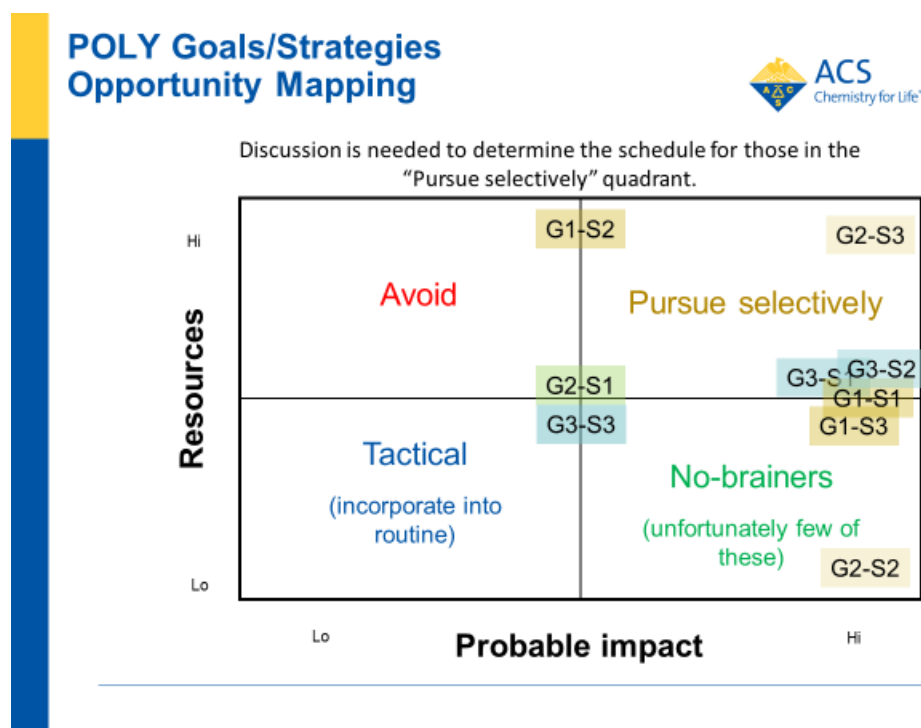 POLY Goals/Strategies
Opportunity Mapping
ACS
Chemistry for Life™
A C S
Discussion is needed to determine the schedule for those in the
“Pursue selectively” quadrant.
Hi
G1-S2
G2-S3
Avoid
Pursue selectively
Resources
G2-S1
G3-S1
G3-S2
G1-S1
G3-S3
G1-S3
Tactical
(incorporate into
routine)
No-brainers
(unfortunately few of
these)
G2-S2
Lo
Lo
Probable impact
Hi